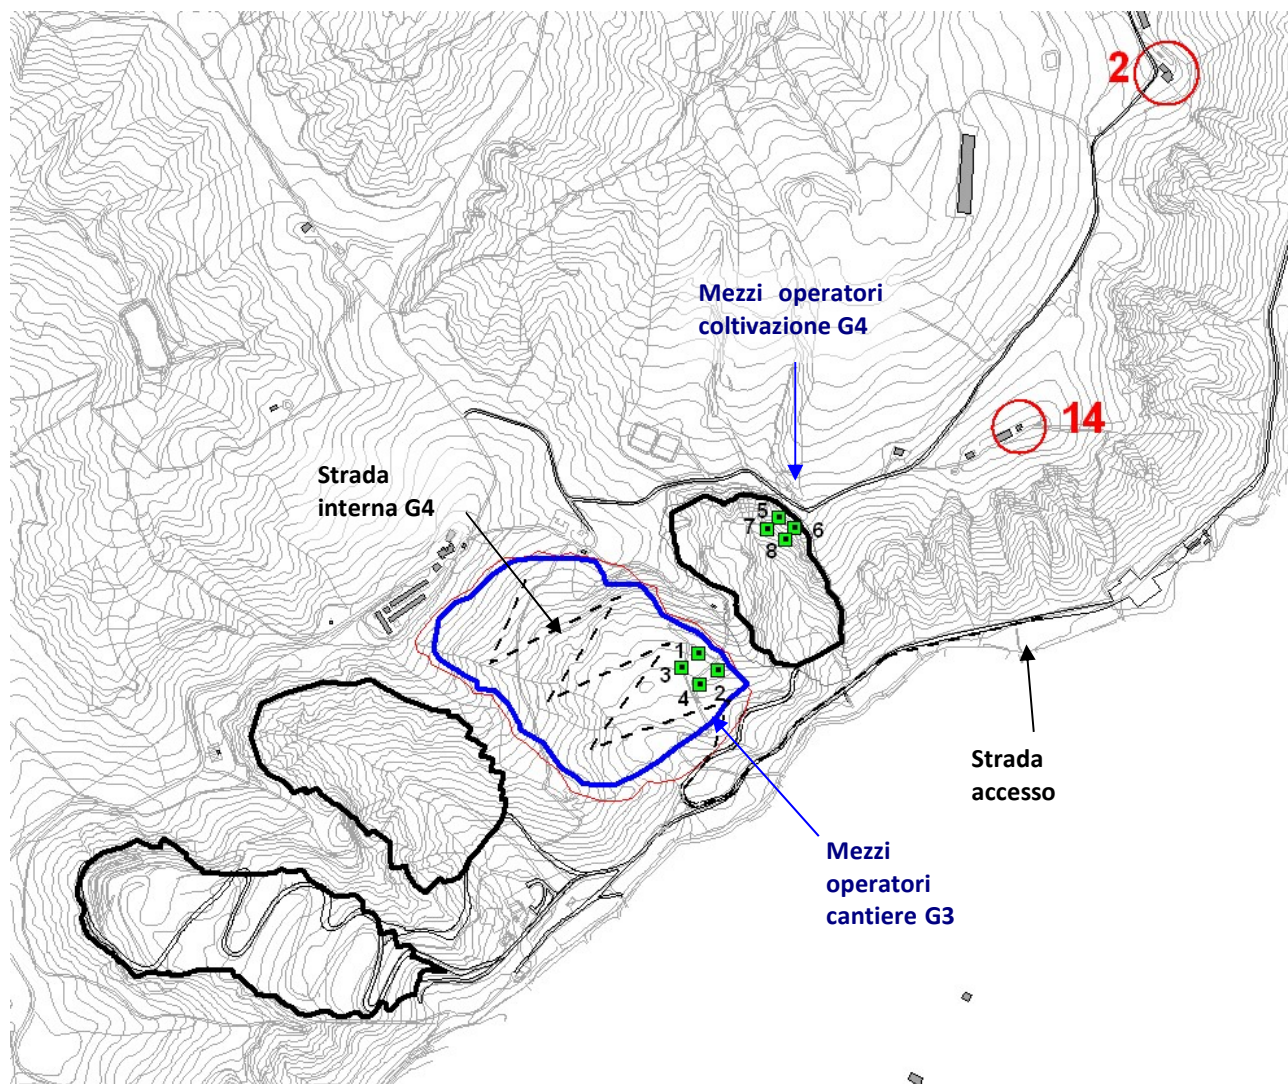 2
Mezzi operatori
coltivazione G4
14
Strada
interna G4
5
7
6
8
1
3
4
2
Strada
accesso
Mezzi
operatori
cantiere G3